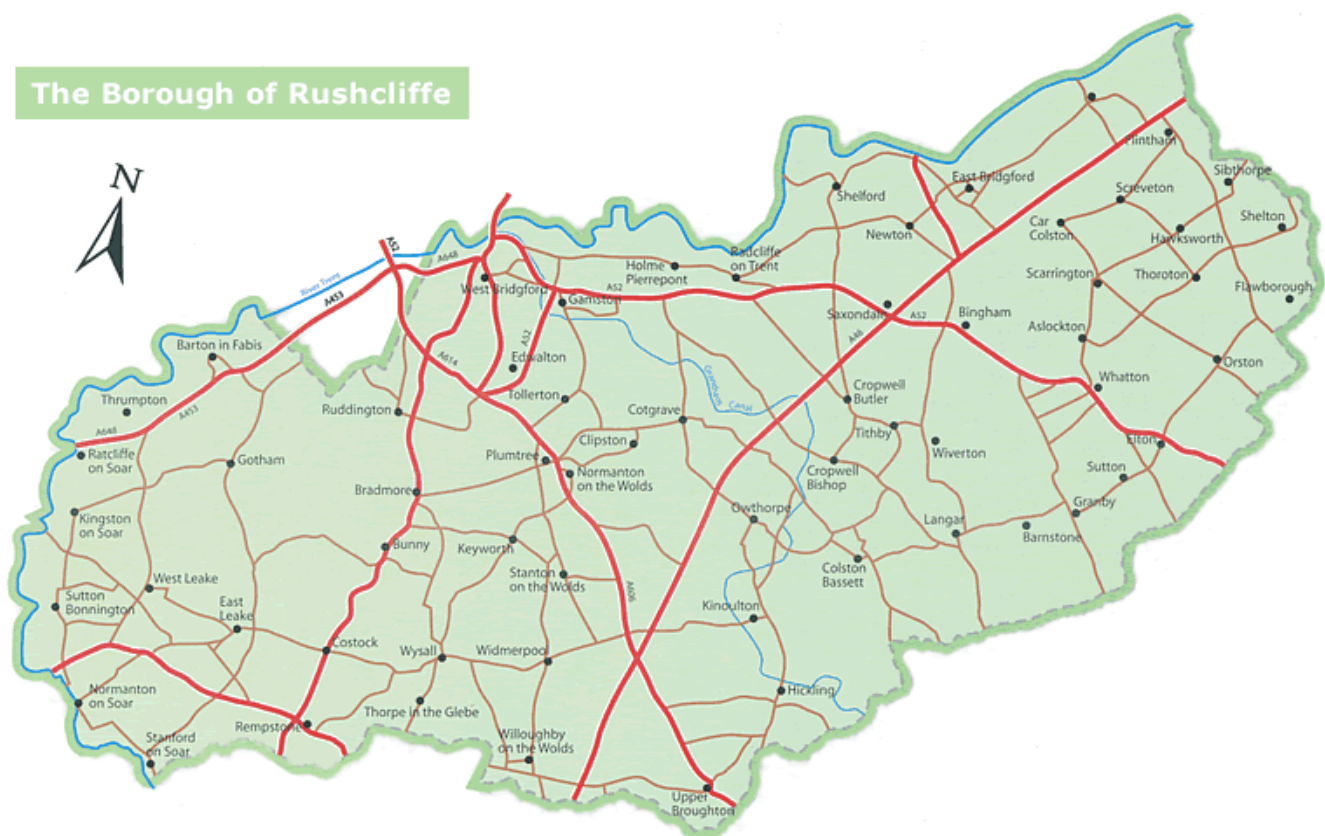 The Borough of Rushcliffe
N
Flintham
Sibthorpe
East Bridgford
Screveton
Shelford
Shelton
Car
Colston
Newton
Hawksworth
A52
A648
Radcliffe
on Trent
Holme
Pierrepont
Scarrington
Thoroton
River Trent
West Bridgford
A52
Flawborough
A453
Gamston
Saxondale
A52
Bingham
Aslockton
A46
Barton in Fabis
A52
A614
Edwalton
Orston
Grantham
Canal
Whatton
Thrumpton
Tollerton
Cropwell
Butler
A453
Ruddington
Cotgrave
A648
Clipston
Tithby
Elton
Ratcliffe
on Soar
Gotham
Plumtree
Wiverton
Normanton
on the Wolds
Cropwell
Bishop
Sutton
Bradmore
Owthorpe
Granby
Kingston
on Soar
Langar
Barnstone
Bunny
Keyworth
Colston
Bassett
West Leake
Stanton
on the Wolds
A606
Sutton
Bonnington
East
Leake
Kinoulton
Costock
Wysall
Widmerpoo
Normanton
on Soar
Hickling
Thorpe in the Glebe
Rempstone
Stanford
on Soar
Willoughby
on the Wolds
Upper
Broughton